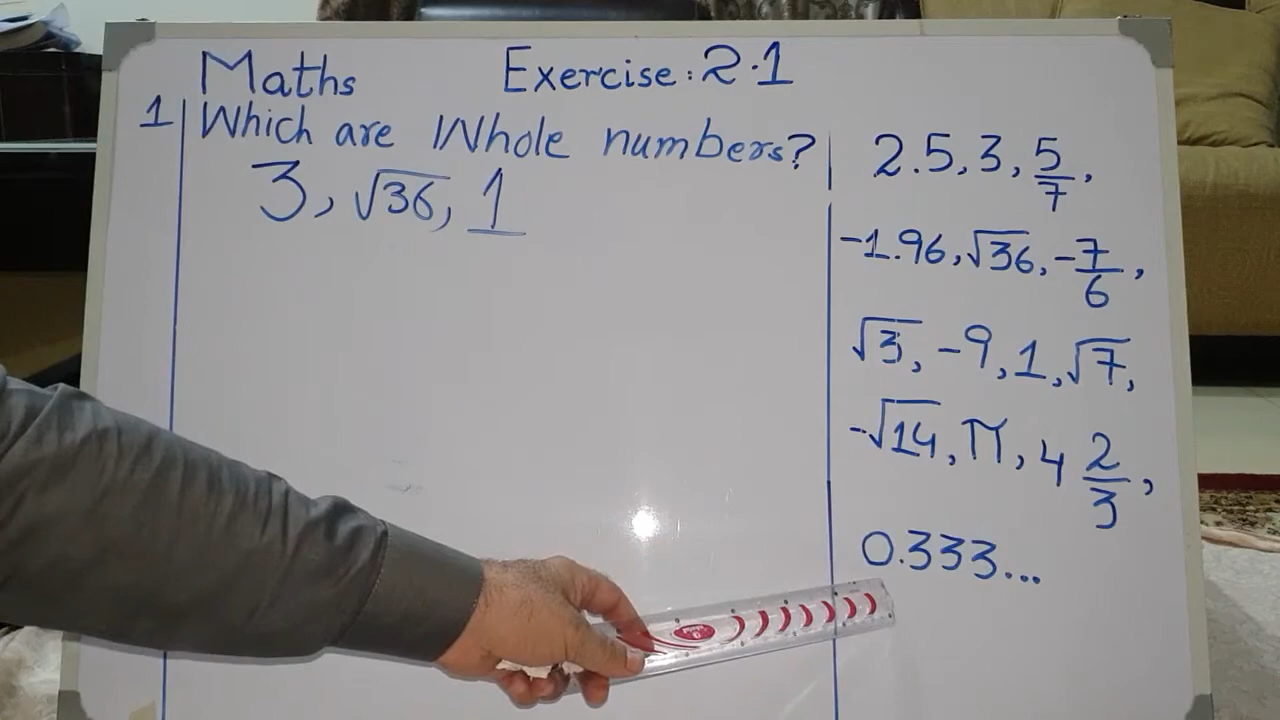 Maths Exercise: 2.1
1 Which are Whole numbers?
3, √36, 1
2.5, 3, 5/7,
-1.96, √36, -7/6,
√3, -9, 1, √7,
-√14, π, 4 2/3,
0.333...